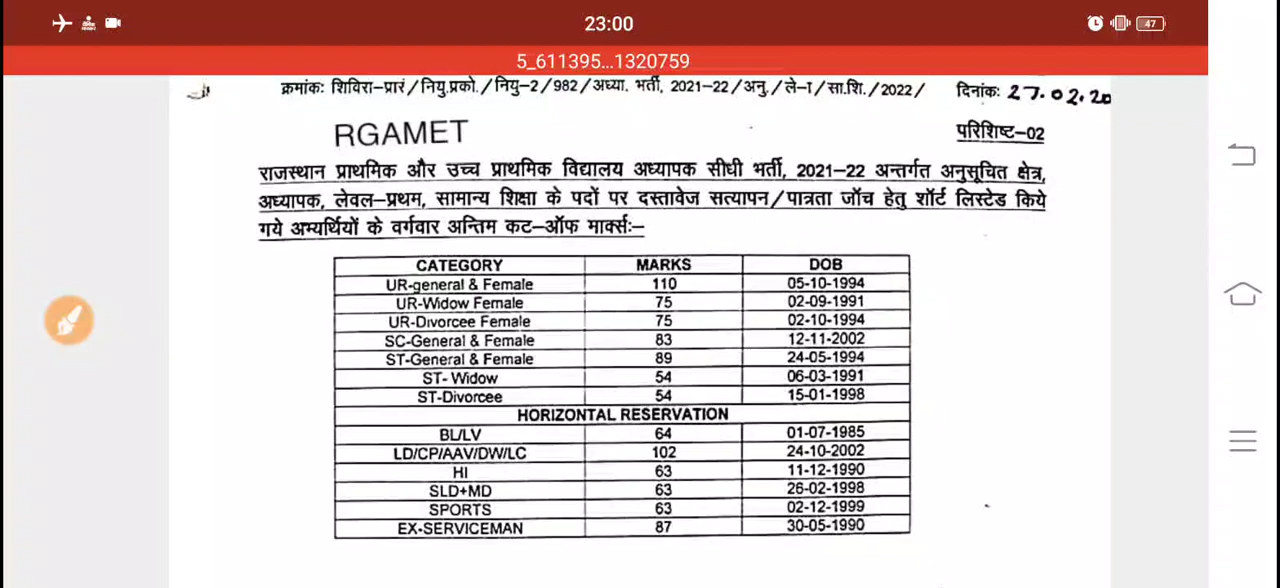 23:00
47
5_611395...1320759
क्रमांकः शिविरा-प्रारं/नियु.प्रको./नियु-2/982/अध्या. भर्ती, 2021-22/अनु./ले-I/सा.शि./2022/ दिनांकः 27.02.20
RGAMET
परिशिष्ट-02
राजस्थान प्राथमिक और उच्च प्राथमिक विद्यालय अध्यापक सीधी भर्ती, 2021-22 अन्तर्गत अनुसूचित क्षेत्र,
अध्यापक, लेवल-प्रथम, सामान्य शिक्षा के पदों पर दस्तावेज सत्यापन/पात्रता जॉच हेतु शॉर्ट लिस्टेड किये
गये अभ्यर्थियों के वर्गवार अन्तिम कट-ऑफ मार्क्सः-
CATEGORY MARKS DOB
UR-general & Female 110 05-10-1994
UR-Widow Female 75 02-09-1991
UR-Divorcee Female 75 02-10-1994
SC-General & Female 83 12-11-2002
ST-General & Female 89 24-05-1994
ST- Widow 54 06-03-1991
ST-Divorcee 54 15-01-1998
HORIZONTAL RESERVATION
BL/LV 64 01-07-1985
LD/CP/AAV/DW/LC 102 24-10-2002
HI 63 11-12-1990
SLD+MD 63 26-02-1998
SPORTS 63 02-12-1999
EX-SERVICEMAN 87 30-05-1990